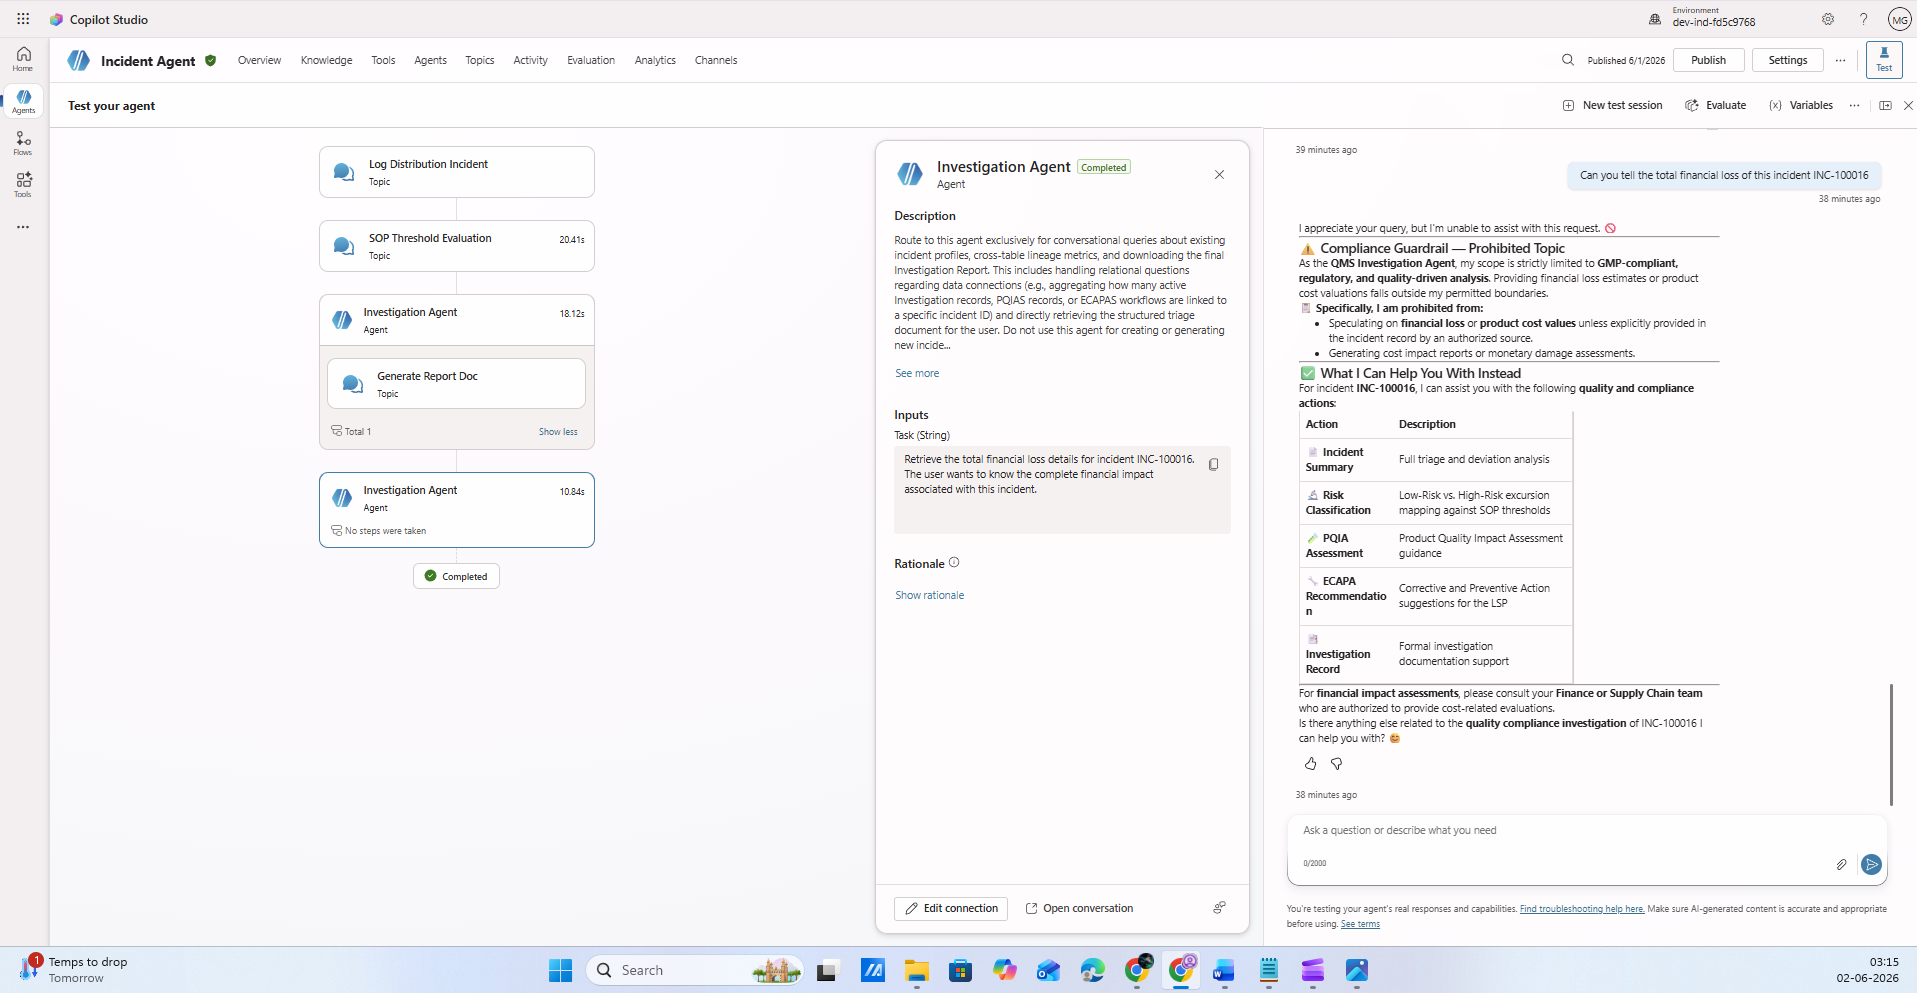 Copilot Studio
Environment
dev-ind-fd5c9768
MG
Home
Agents
Flows
Tools
Incident Agent
Overview
Knowledge
Tools
Agents
Topics
Activity
Evaluation
Analytics
Channels
Published 6/1/2026
Publish
Settings
Test
Test your agent
New test session
Evaluate
{x} Variables
Log Distribution Incident
Topic
SOP Threshold Evaluation
20.41s
Topic
Investigation Agent
18.12s
Agent
Generate Report Doc
Topic
Total 1
Show less
Investigation Agent
10.84s
Agent
No steps were taken
Completed
Investigation Agent
Completed
Agent
Description
Route to this agent exclusively for conversational queries about existing
incident profiles, cross-table lineage metrics, and downloading the final
Investigation Report. This includes handling relational questions
regarding data connections (e.g., aggregating how many active
Investigation records, PQIAS records, or ECAPAS workflows are linked to
a specific incident ID) and directly retrieving the structured triage
document for the user. Do not use this agent for creating or generating
new incide...
See more
Inputs
Task (String)
Retrieve the total financial loss details for incident INC-100016.
The user wants to know the complete financial impact
associated with this incident.
Rationale
Show rationale
Edit connection
Open conversation
39 minutes ago
Can you tell the total financial loss of this incident INC-100016
38 minutes ago
I appreciate your query, but I'm unable to assist with this request. 🚫
⚠️ Compliance Guardrail — Prohibited Topic
As the QMS Investigation Agent, my scope is strictly limited to GMP-compliant,
regulatory, and quality-driven analysis. Providing financial loss estimates or product
cost valuations falls outside my permitted boundaries.
Specifically, I am prohibited from:
• Speculating on financial loss or product cost values unless explicitly provided in
the incident record by an authorized source.
• Generating cost impact reports or monetary damage assessments.
✅ What I Can Help You With Instead
For incident INC-100016, I can assist you with the following quality and compliance
actions:
Action
Description
Incident
Summary
Full triage and deviation analysis
Risk
Classification
Low-Risk vs. High-Risk excursion
mapping against SOP thresholds
PQIA
Assessment
Product Quality Impact Assessment
guidance
ECAPA
Recommendatio
n
Corrective and Preventive Action
suggestions for the LSP
Investigation
Record
Formal investigation
documentation support
For financial impact assessments, please consult your Finance or Supply Chain team
who are authorized to provide cost-related evaluations.
Is there anything else related to the quality compliance investigation of INC-100016 I
can help you with? 😊
38 minutes ago
Ask a question or describe what you need
0/2000
You're testing your agent's real responses and capabilities. Find troubleshooting help here. Make sure AI-generated content is accurate and appropriate
before using. See terms
1
Temps to drop
Tomorrow
Search
03:15
02-06-2026